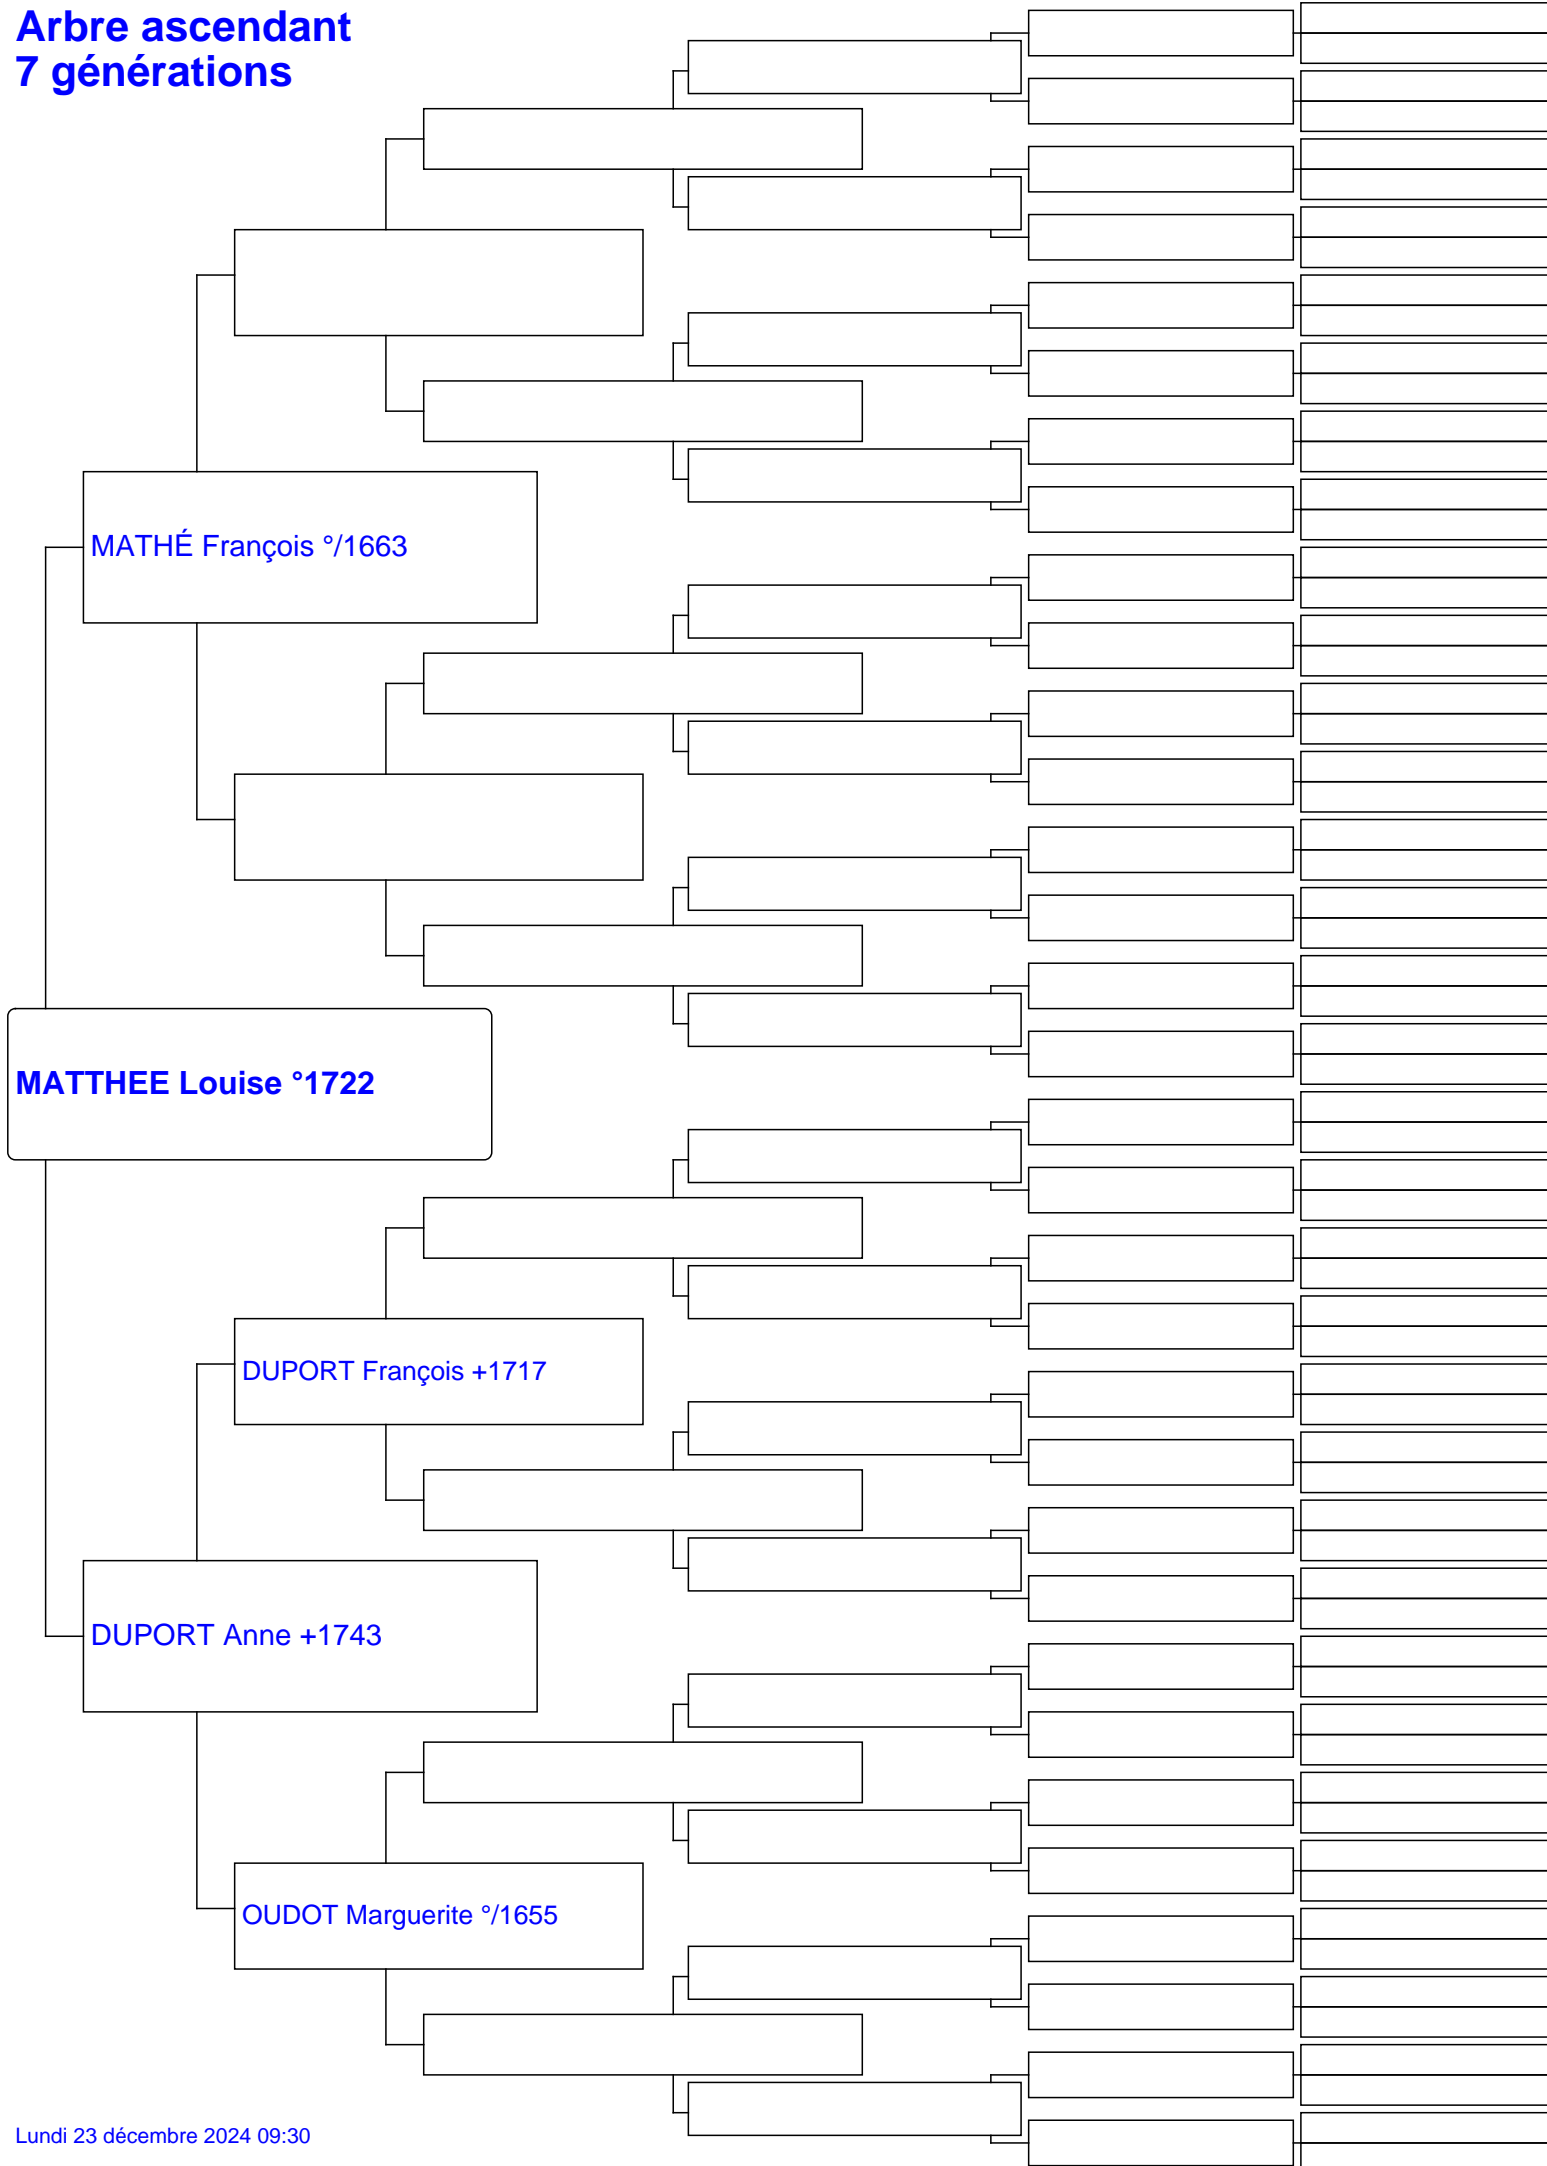 Arbre ascendant
7 générations
MATHÉ François °/1663
MATTHEE Louise °1722
DUPORT François +1717
DUPORT Anne +1743
OUDOT Marguerite °/1655
Lundi 23 décembre 2024 09:30